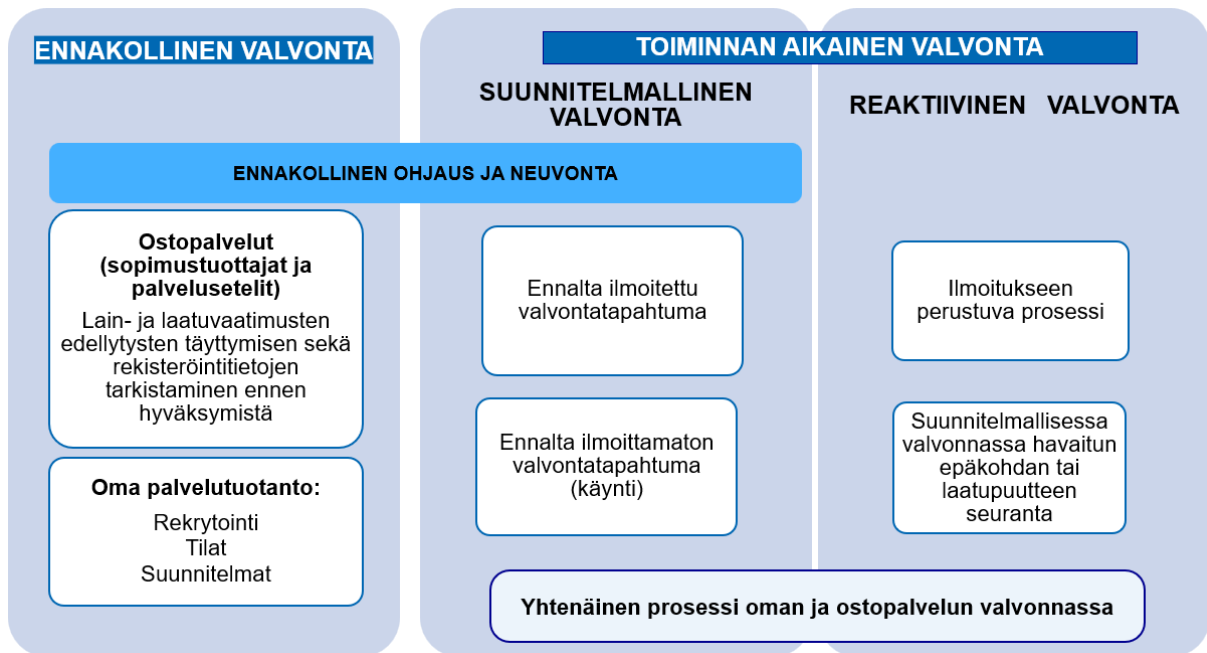 ENNAKOLLINEN VALVONTA
TOIMINNAN AIKAINEN VALVONTA
SUUNNITELMALLINEN
VALVONTA
REAKTIIVINEN VALVONTA
ENNAKOLLINEN OHJAUS JA NEUVONTA
Ostopalvelut
(sopimustuottajat ja
palvelusetelit)
Lain- ja laatuvaatimusten
edellytysten täyttymisen sekä
rekisteröintitietojen
tarkistaminen ennen
hyväksymistä
Oma palvelutuotanto:
Rekrytointi
Tilat
Suunnitelmat
Ennalta ilmoitettu
valvontatapahtuma
Ennalta ilmoittamaton
valvontatapahtuma
(käynti)
Ilmoitukseen
perustuva prosessi
Suunnitelmallisessa
valvonnassa havaitun
epäkohdan tai
laatupuutteen
seuranta
Yhtenäinen prosessi oman ja ostopalvelun valvonnassa